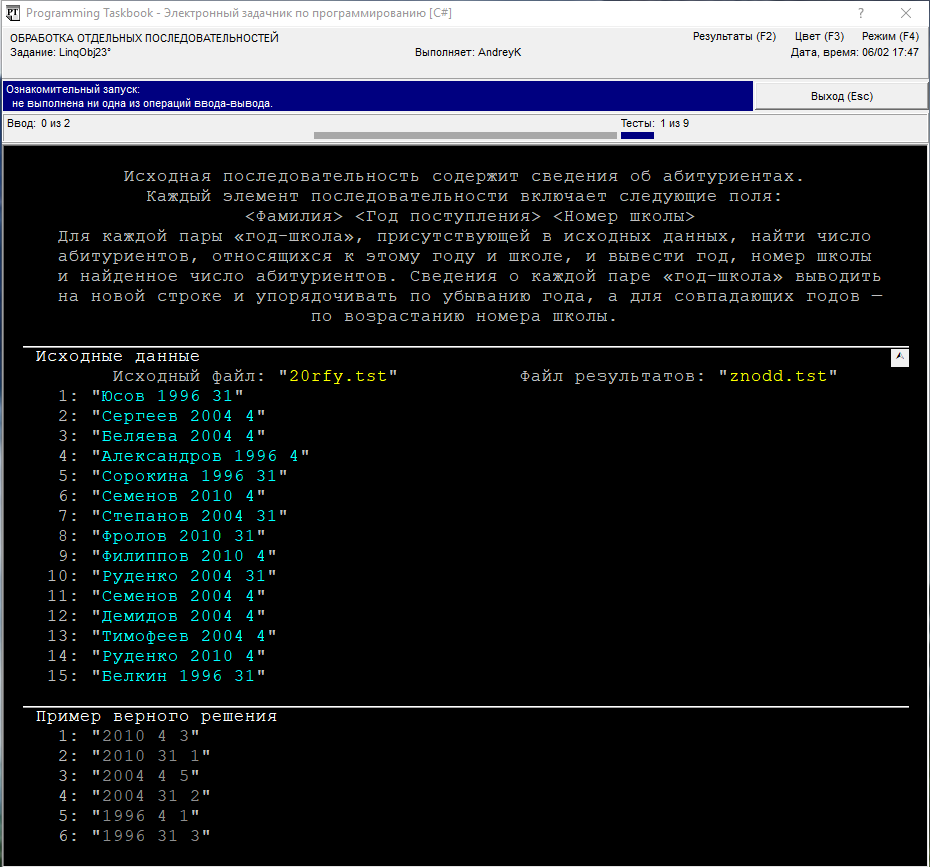 Programming Taskbook - Электронный задачник по программированию [C#]
ОБРАБОТКА ОТДЕЛЬНЫХ ПОСЛЕДОВАТЕЛЬНОСТЕЙ
Результаты (F2) Цвет (F3) Режим (F4)
Задание: LinqObj23° Выполняет: AndreyK Дата, время: 06/02 17:47
Ознакомительный запуск:
не выполнена ни одна из операций ввода-вывода.
Выход (Esc)
Ввод: 0 из 2 Тесты: 1 из 9
Исходная последовательность содержит сведения об абитуриентах.
Каждый элемент последовательности включает следующие поля:
<Фамилия> <Год поступления> <Номер школы>
Для каждой пары «год-школа», присутствующей в исходных данных, найти число
абитуриентов, относящихся к этому году и школе, и вывести год, номер школы
и найденное число абитуриентов. Сведения о каждой паре «год-школа» выводить
на новой строке и упорядочивать по убыванию года, а для совпадающих годов —
по возрастанию номера школы.
Исходные данные
Исходный файл: "20rfy.tst" Файл результатов: "znodd.tst"
1: "Юсов 1996 31"
2: "Сергеев 2004 4"
3: "Беляева 2004 4"
4: "Александров 1996 4"
5: "Сорокина 1996 31"
6: "Семенов 2010 4"
7: "Степанов 2004 31"
8: "Фролов 2010 31"
9: "Филиппов 2010 4"
10: "Руденко 2004 31"
11: "Семенов 2004 4"
12: "Демидов 2004 4"
13: "Тимофеев 2004 4"
14: "Руденко 2010 4"
15: "Белкин 1996 31"
Пример верного решения
1: "2010 4 3"
2: "2010 31 1"
3: "2004 4 5"
4: "2004 31 2"
5: "1996 4 1"
6: "1996 31 3"